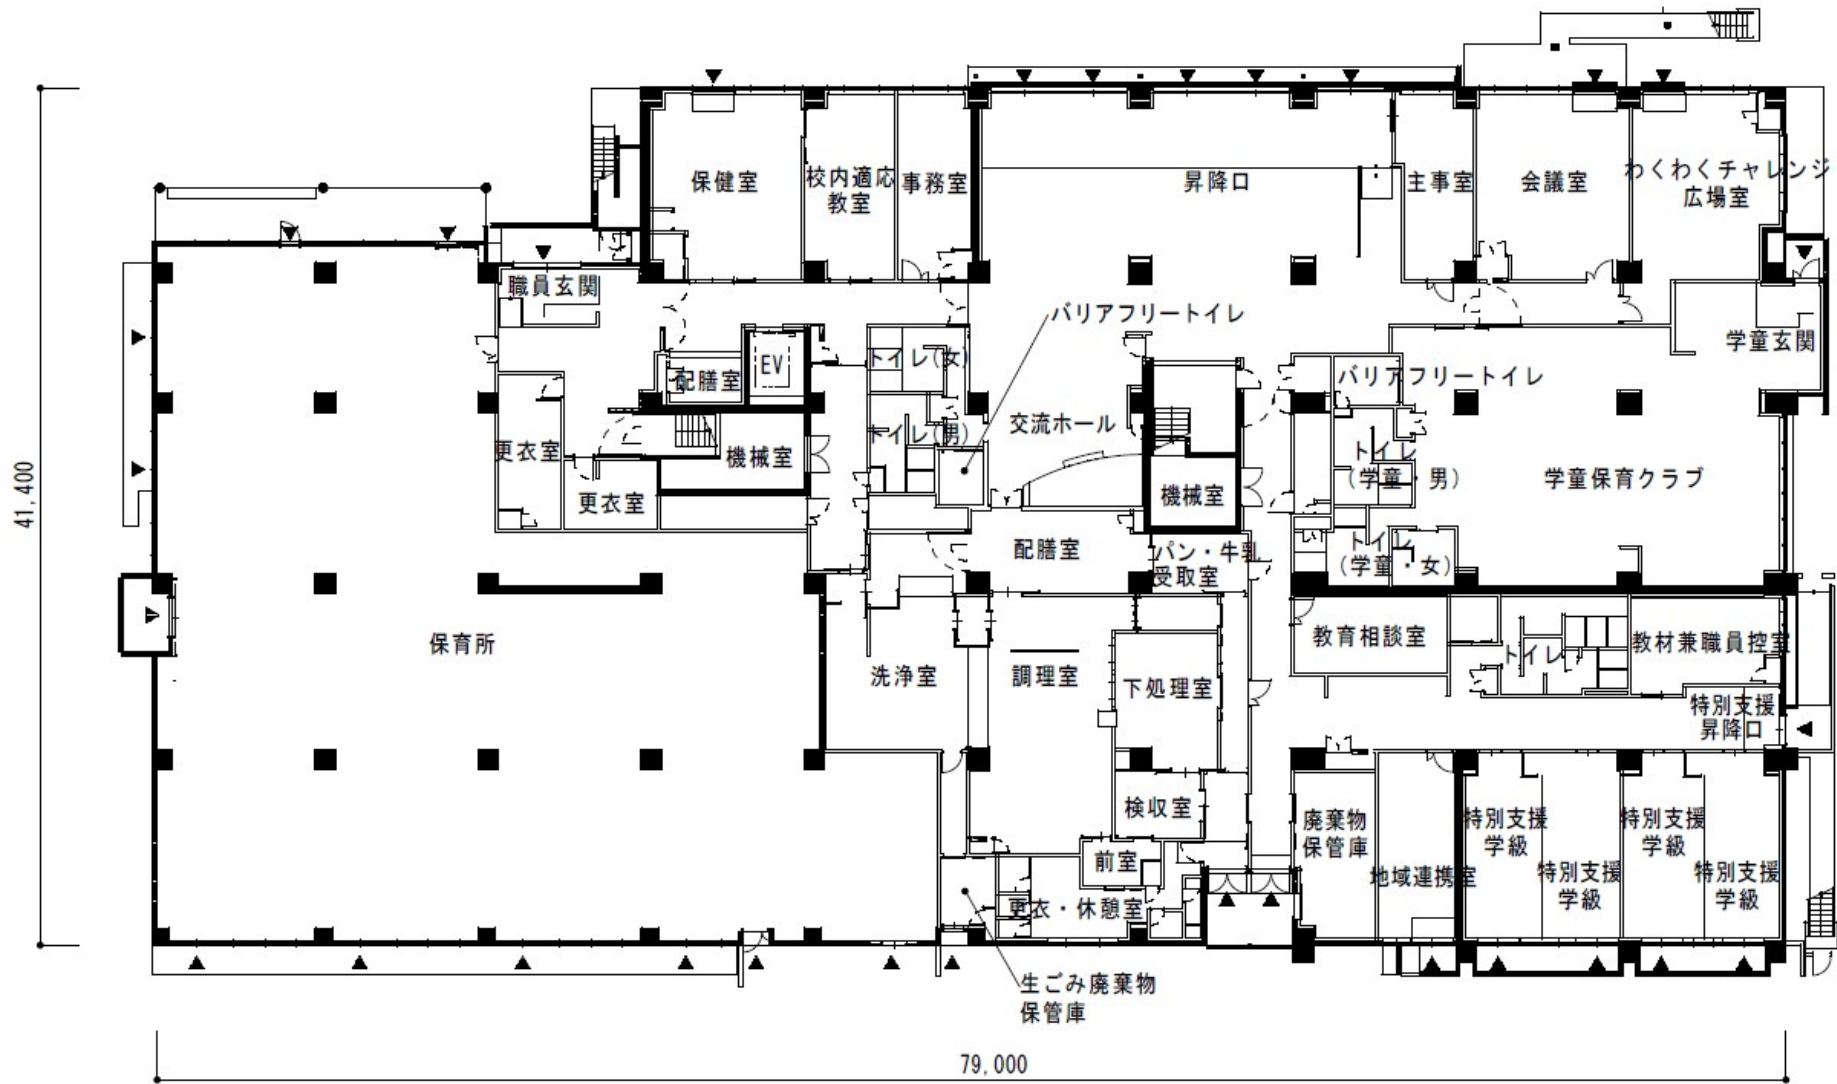 保健室
校内適応
教室
事務室
昇降口
主事室
会議室
わくわくチャレンジ
広場室
職員玄関
バリアフリートイレ
学童玄関
トイレ(女)
EV
配膳室
バリアフリートイレ
交流ホール
トイレ(男)
更衣室
機械室
トイレ
(学童・男)
学童保育クラブ
更衣室
機械室
41,400
配膳室
パン・牛乳
受取室
トイレ
(学童・女)
保育所
洗浄室
調理室
下処理室
教育相談室
トイレ
教材兼職員控室
特別支援
昇降口
検収室
廃棄物
保管庫
特別支援
学級
特別支援
学級
前室
地域連携室
特別支援
学級
特別支援
学級
更衣・休憩室
生ごみ廃棄物
保管庫
79,000